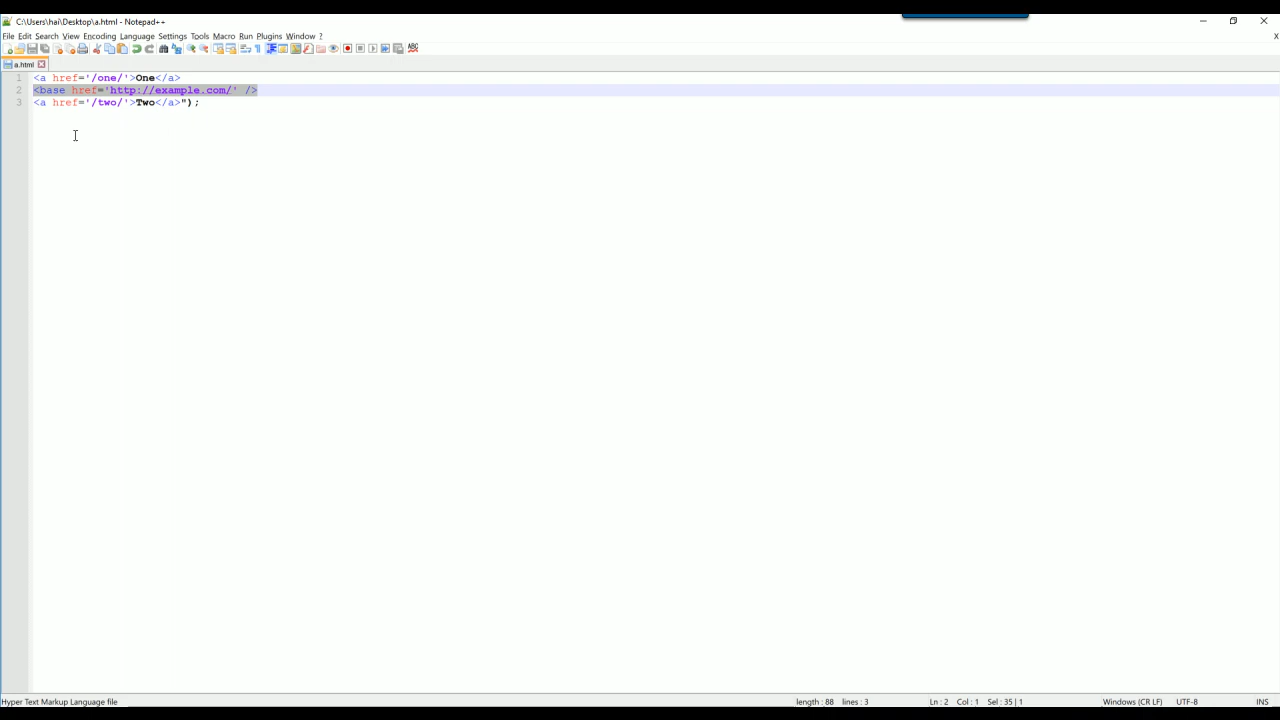 C:\Users\hai\Desktop\a.html - Notepad++
File Edit Search View Encoding Language Settings Tools Macro Run Plugins Window ? X
ABC
a.html
1 <a href='/one/'>One</a>
2 <base href='http://example.com/' />
3 <a href='/two/'>Two</a>");
Hyper Text Markup Language file length : 88 lines : 3 Ln : 2 Col : 1 Sel : 35 | 1 Windows (CR LF) UTF-8 INS